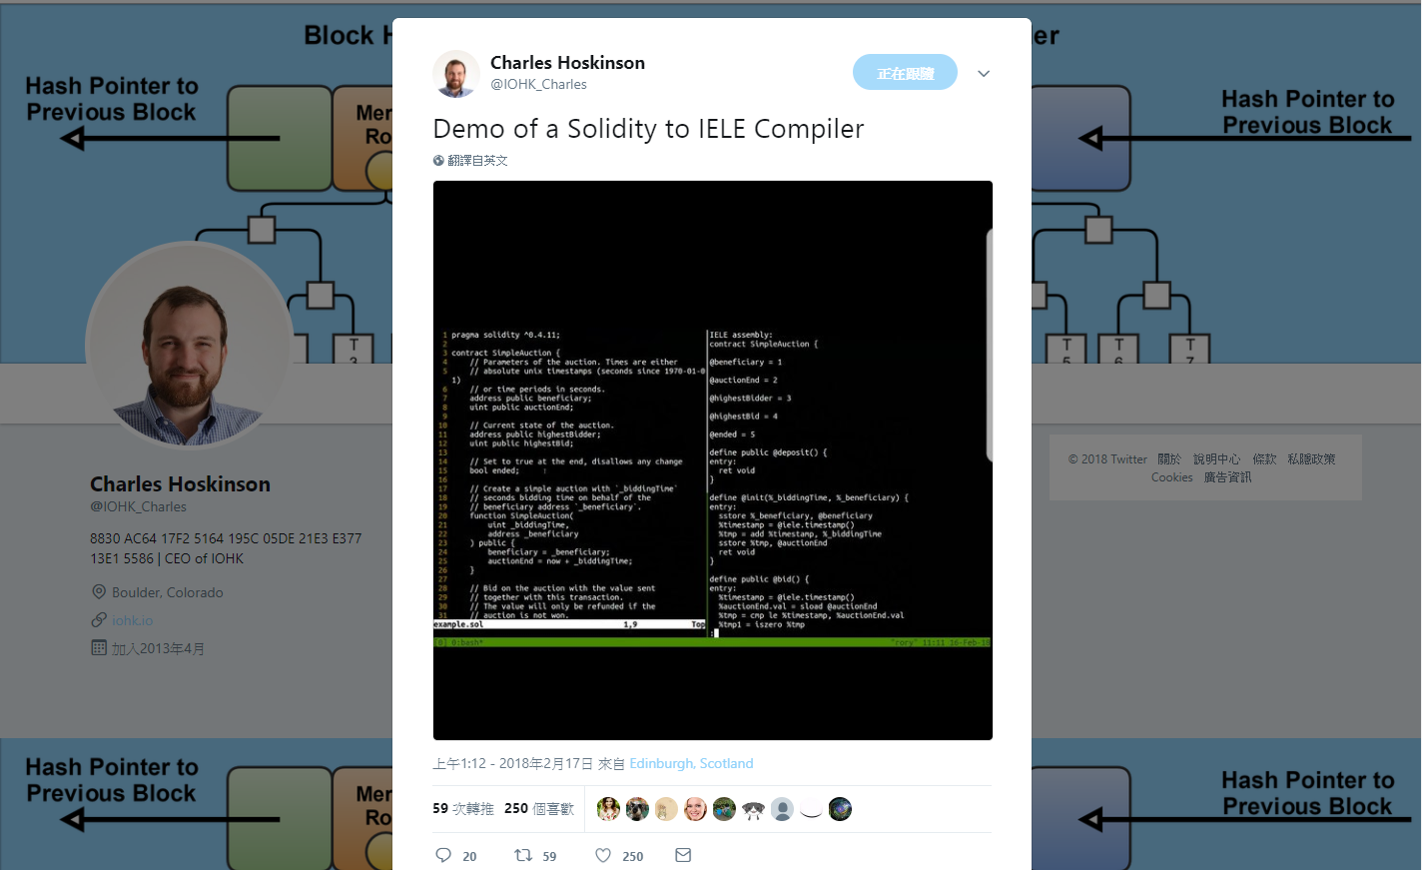 Block H
er
Hash Pointer to
Previous Block
Mer
Ro
Hash Pointer to
Previous Block
T
3
T
5
T
6
T
7
Charles Hoskinson
@IOHK_Charles
8830 AC64 17F2 5164 195C 05DE 21E3 E377
13E1 5586 | CEO of IOHK
Boulder, Colorado
iohk.io
加入2013年4月
Charles Hoskinson
@IOHK_Charles
正在跟隨
Demo of a Solidity to IELE Compiler
翻譯自英文
1 pragma solidity ^0.4.11;
2
3 contract SimpleAuction {
4 // Parameters of the auction. Times are either
5 // absolute unix timestamps (seconds since 1970-01-0
1)
6 // or time periods in seconds.
7 address public beneficiary;
8 uint public auctionEnd;
9
10 // Current state of the auction.
11 address public highestBidder;
12 uint public highestBid;
13
14 // Set to true at the end, disallows any change
15 bool ended;
16
17 // Create a simple auction with `_biddingTime`
18 // seconds bidding time on behalf of the
19 // beneficiary address `_beneficiary`.
20 function SimpleAuction(
21 uint _biddingTime,
22 address _beneficiary
23 ) public {
24 beneficiary = _beneficiary;
25 auctionEnd = now + _biddingTime;
26 }
27
28 // Bid on the auction with the value sent
29 // together with this transaction.
30 // The value will only be refunded if the
31 // auction is not won.
example.sol 1,9 Top
IELE assembly:
contract SimpleAuction {
@beneficiary = 1
@auctionEnd = 2
@highestBidder = 3
@highestBid = 4
@ended = 5
define public @deposit() {
entry:
ret void
}
define @init(%_biddingTime, %_beneficiary) {
entry:
sstore %_beneficiary, @beneficiary
%timestamp = @iele.timestamp()
%tmp = add %timestamp, %_biddingTime
sstore %tmp, @auctionEnd
ret void
}
define public @bid() {
entry:
%timestamp = @iele.timestamp()
%auctionEnd.val = sload @auctionEnd
%tmp = cmp le %timestamp, %auctionEnd.val
%tmp1 = iszero %tmp
:
[0] 0:bash* "cory" 11:11 16-Feb-18
上午1:12 - 2018年2月17日 來自 Edinburgh, Scotland
59 次轉推 250 個喜歡
20 59 250
© 2018 Twitter 關於 說明中心 條款 私隱政策
Cookies 廣告資訊
Hash Pointer to
Previous Block
Mer
Ro
Hash Pointer to
Previous Block